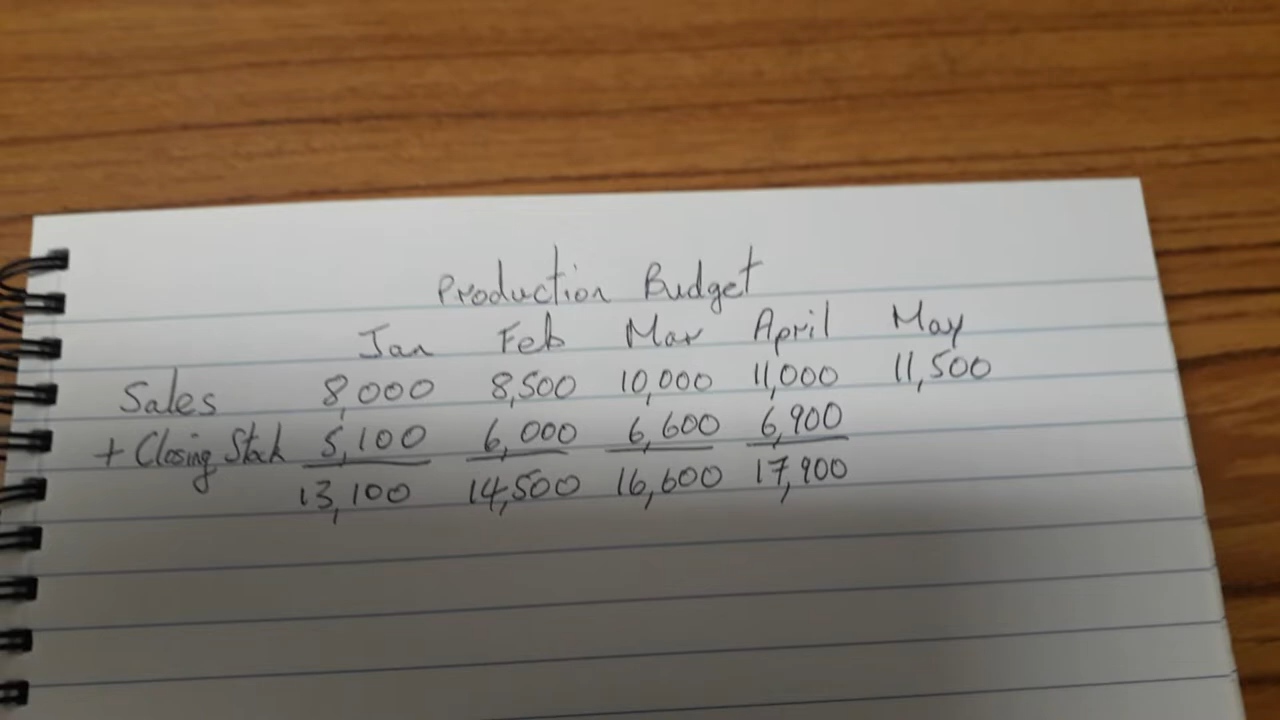 Production Budget
Jan Feb Mar April May
Sales 8,000 8,500 10,000 11,000 11,500
+ Closing Stock 5,100 6,000 6,600 6,900
13,100 14,500 16,600 17,900